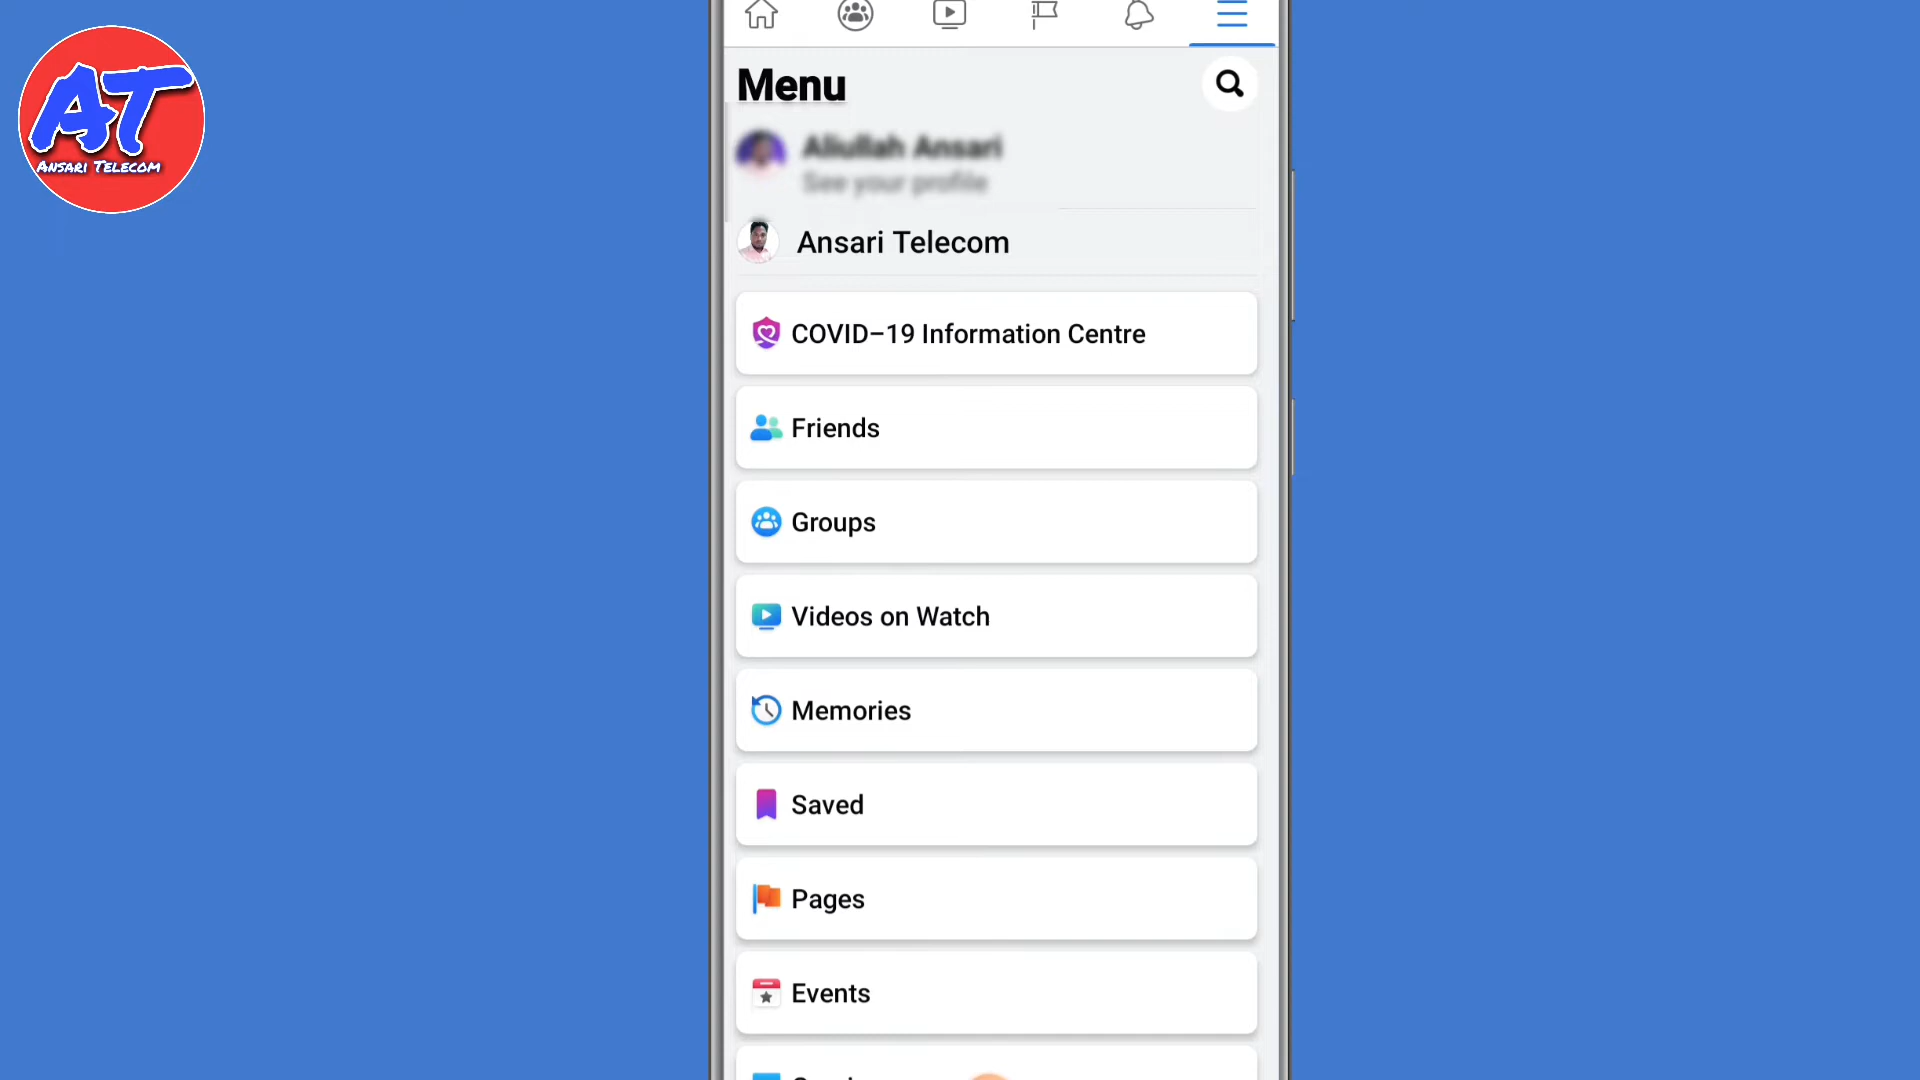 AT
Ansari Telecom
Menu
Aliullah Ansari
See your profile
Ansari Telecom
COVID-19 Information Centre
Friends
Groups
Videos on Watch
Memories
Saved
Pages
Events